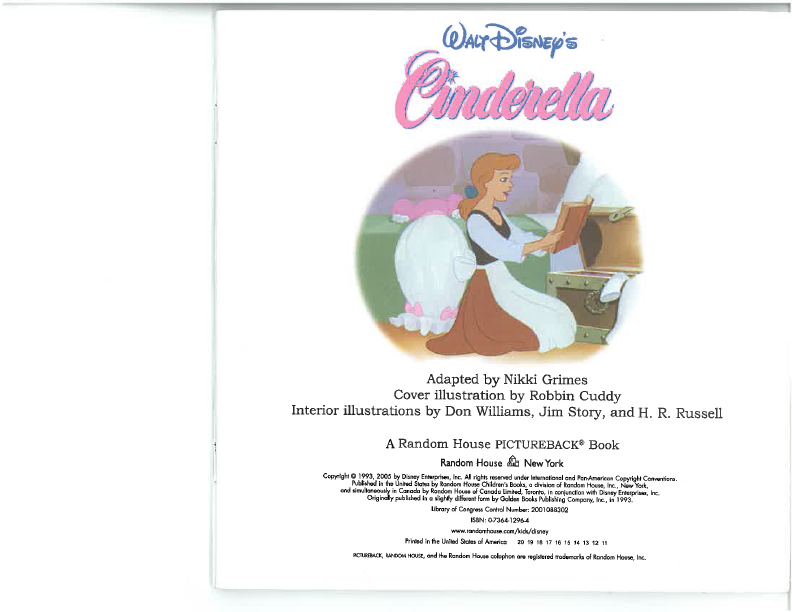 Walt Disney's
Cinderella
Adapted by Nikki Grimes
Cover illustration by Robbin Cuddy
Interior illustrations by Don Williams, Jim Story, and H. R. Russell
A Random House PICTUREBACK® Book
Random House New York
Copyright © 1993, 2005 by Disney Enterprises, Inc. All rights reserved under International and Pan-American Copyright Conventions.
Published in the United States by Random House Children's Books, a division of Random House, Inc., New York,
and simultaneously in Canada by Random House of Canada Limited, Toronto, in conjunction with Disney Enterprises, Inc.
Originally published in a slightly different form by Golden Books Publishing Company, Inc., in 1993.
Library of Congress Control Number: 2001088302
ISBN: 0-7364-1296-4
www.randomhouse.com/kids/disney
Printed in the United States of America 20 19 18 17 16 15 14 13 12 11
PICTUREBACK, RANDOM HOUSE, and the Random House colophon are registered trademarks of Random House, Inc.